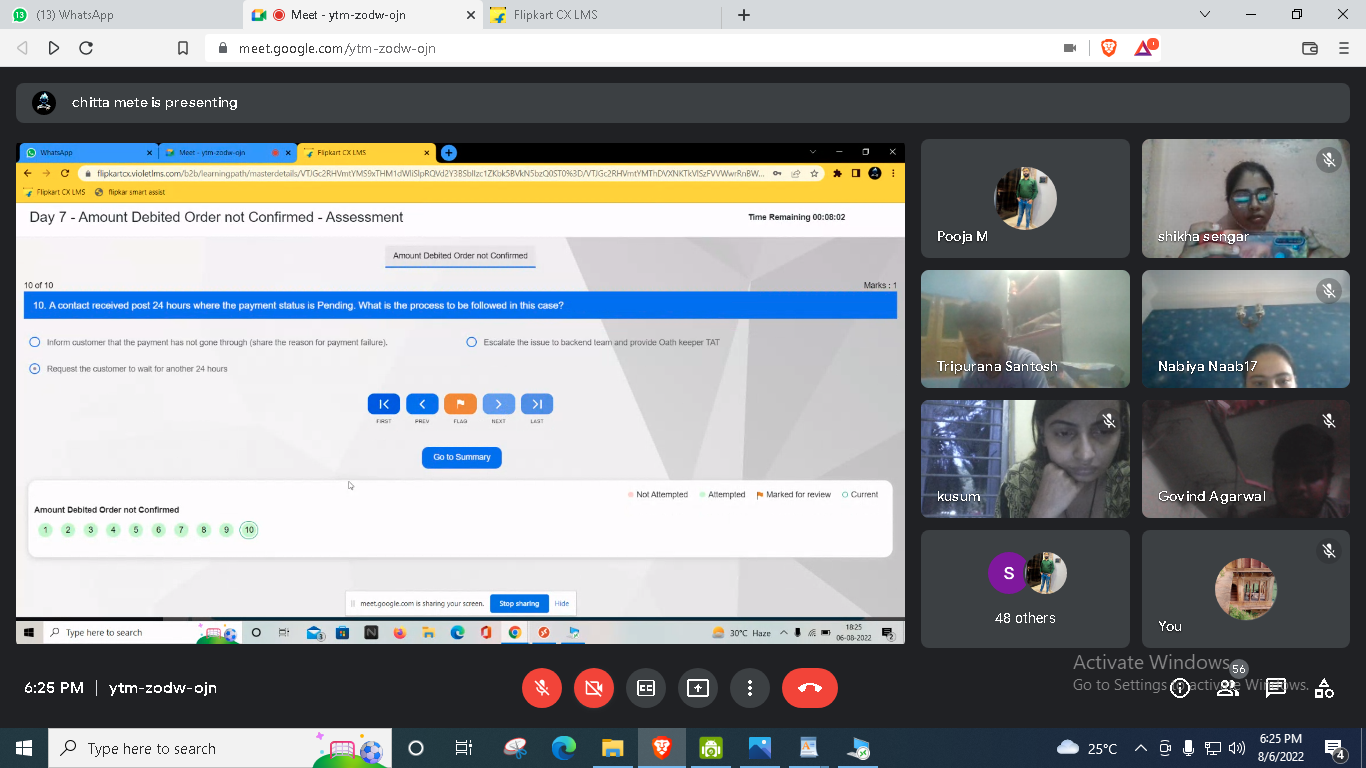 (13) WhatsApp
Meet - ytm-zodw-ojn
Flipkart CX LMS
meet.google.com/ytm-zodw-ojn
chitta mete is presenting
WhatsApp
Meet - ytm-zodw-ojn
Flipkart CX LMS
Flipkart CX LMS
flipkar smart assist
Day 7 - Amount Debited Order not Confirmed - Assessment
Time Remaining 00:08:02
Amount Debited Order not Confirmed
10 of 10
Marks : 1
10. A contact received post 24 hours where the payment status is Pending. What is the process to be followed in this case?
Inform customer that the payment has not gone through (share the reason for payment failure).
Escalate the issue to backend team and provide Oath keeper TAT
Request the customer to wait for another 24 hours
FIRST
PREV
FLAG
NEXT
LAST
Go to Summary
Not Attempted
Attempted
Marked for review
Current
Amount Debited Order not Confirmed
1 2 3 4 5 6 7 8 9 10
meet.google.com is sharing your screen.
Stop sharing
Hide
Type here to search
30°C Haze
18:25
06-08-2022
Pooja M
shikha sengar
Tripurana Santosh
Nabiya Naab17
kusum
Govind Agarwal
S
48 others
You
Activate Windows
Go to Settings to activate Windows.
56
6:25 PM | ytm-zodw-ojn
Type here to search
25°C
6:25 PM
8/6/2022
4